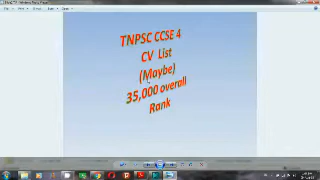 TNPSC CCSE 4
CV List
(Maybe)
35,000 overall
Rank